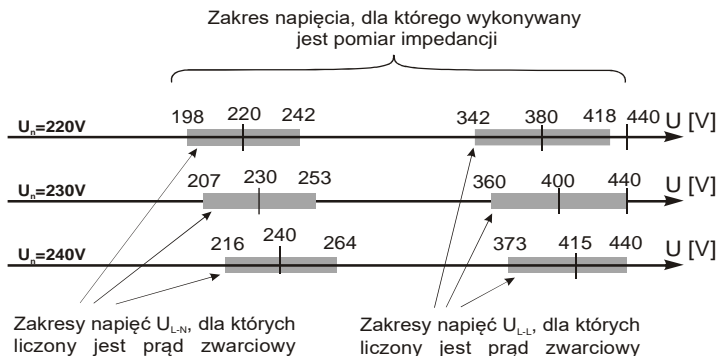 Zakres napięcia, dla którego wykonywany
jest pomiar impedancji
198 220 242 342 380 418 440 U [V]
Uₙ=220V
207 230 253 360 400 440 U [V]
Uₙ=230V
216 240 264 373 415 440 U [V]
Uₙ=240V
Zakresy napięć U_L-N, dla których
liczony jest prąd zwarciowy
Zakresy napięć U_L-L, dla których
liczony jest prąd zwarciowy